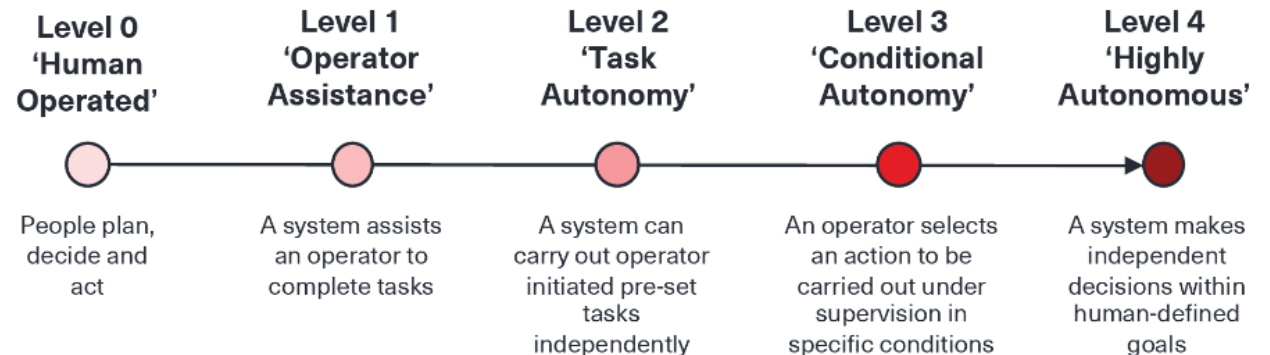 Level 0
‘Human
Operated’
Level 1
‘Operator
Assistance’
Level 2
‘Task
Autonomy’
Level 3
‘Conditional
Autonomy’
Level 4
‘Highly
Autonomous’
People plan,
decide and
act
A system assists
an operator to
complete tasks
A system can
carry out operator
initiated pre-set
tasks
independently
An operator selects
an action to be
carried out under
supervision in
specific conditions
A system makes
independent
decisions within
human-defined
goals